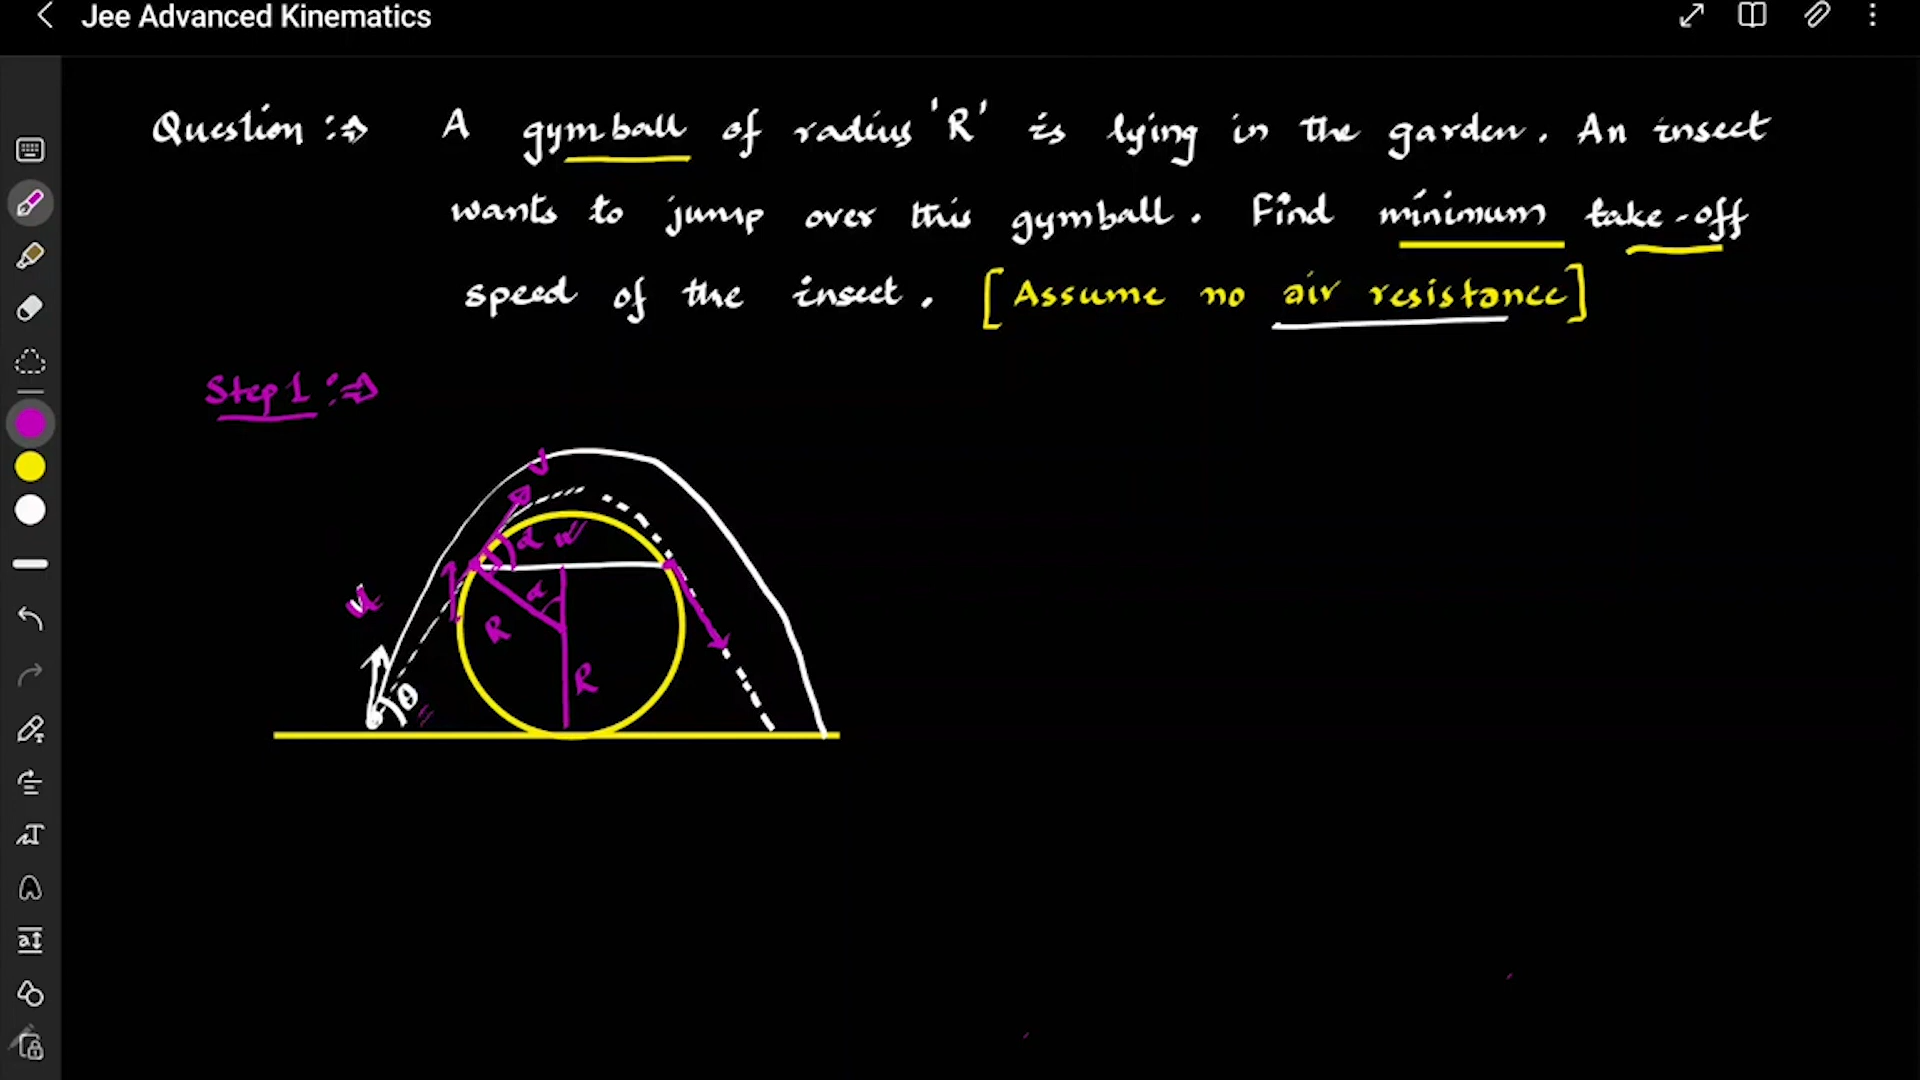 Jee Advanced Kinematics
Question :⇒ A gymball of radius 'R' is lying in the garden. An insect
wants to jump over this gymball. Find minimum take-off
speed of the insect. [Assume no air resistance]
Step 1 :⇒
v
α
α
u
R
R
θ